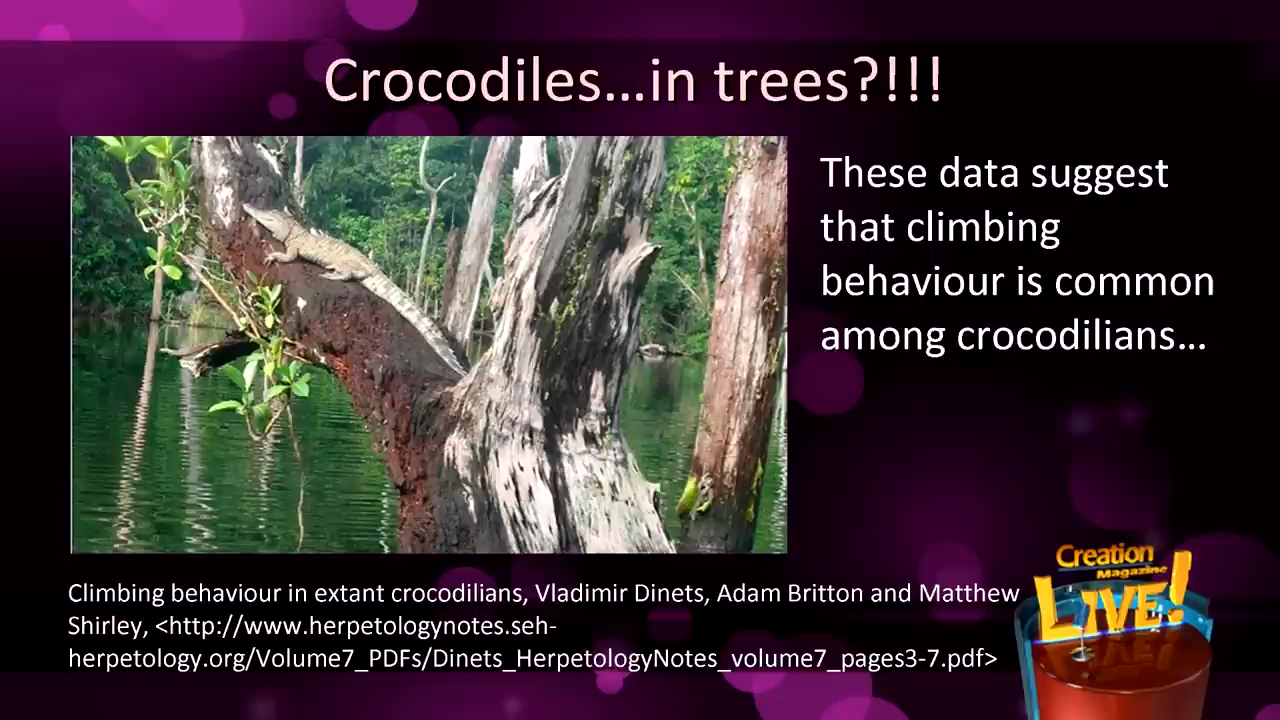 Crocodiles...in trees?!!!
These data suggest
that climbing
behaviour is common
among crocodilians...
Climbing behaviour in extant crocodilians, Vladimir Dinets, Adam Britton and Matthew
Shirley, <http://www.herpetologynotes.seh-
herpetology.org/Volume7_PDFs/Dinets_HerpetologyNotes_volume7_pages3-7.pdf>
Creation
Magazine
LIVE!